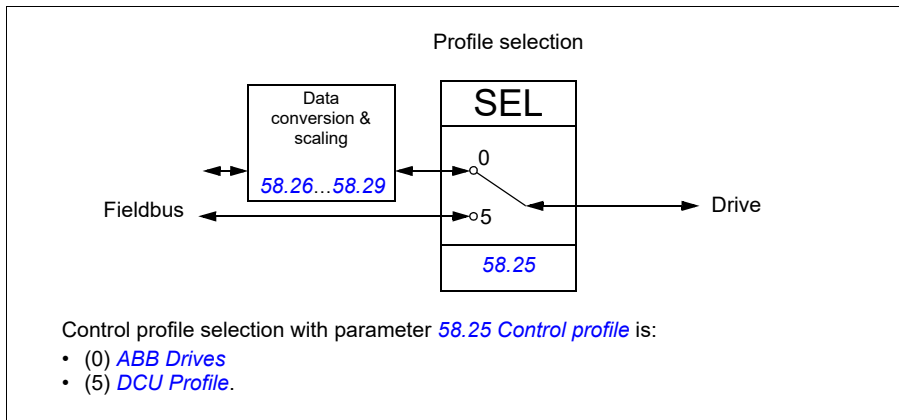 Profile selection
Data
conversion &
scaling
58.26...58.29
SEL
0
5
58.25
Fieldbus
Drive
Control profile selection with parameter 58.25 Control profile is:
• (0) ABB Drives
• (5) DCU Profile.